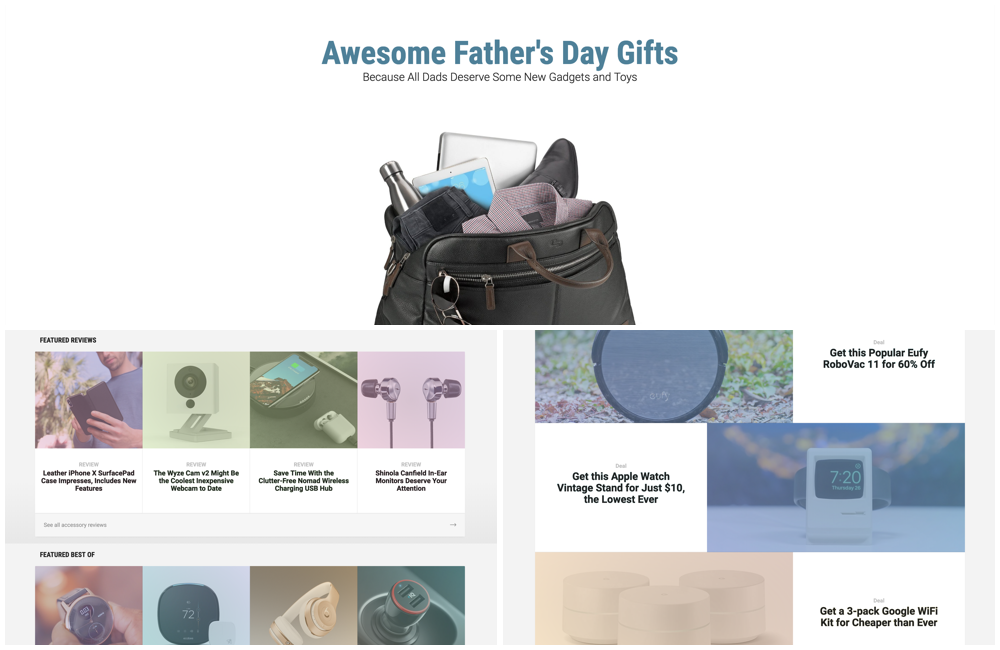 Awesome Father's Day Gifts
Because All Dads Deserve Some New Gadgets and Toys
FEATURED REVIEWS
REVIEW
Leather iPhone X SurfacePad
Case Impresses, Includes New
Features
REVIEW
The Wyze Cam v2 Might Be
the Coolest Inexpensive
Webcam to Date
REVIEW
Save Time With the
Clutter-Free Nomad Wireless
Charging USB Hub
REVIEW
Shinola Canfield In-Ear
Monitors Deserve Your
Attention
See all accessory reviews →
FEATURED BEST OF
72
Deal
Get this Popular Eufy
RoboVac 11 for 60% Off
eufy
Deal
Get this Apple Watch
Vintage Stand for Just $10,
the Lowest Ever
7:20
Thursday 26
Deal
Get a 3-pack Google WiFi
Kit for Cheaper than Ever